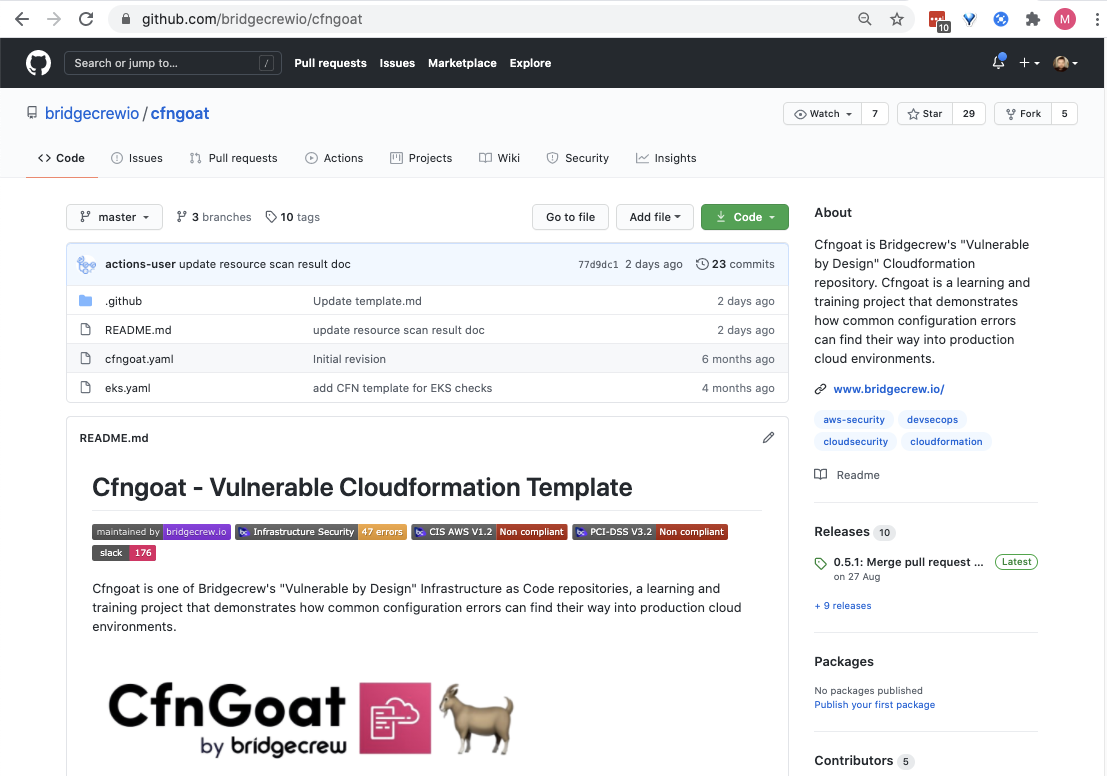 github.com/bridgecrewio/cfngoat
10
M
Search or jump to…
/
Pull requests
Issues
Marketplace
Explore
bridgecrewio / cfngoat
Watch 7
Star 29
Fork 5
Code
Issues
Pull requests
Actions
Projects
Wiki
Security
Insights
master
3 branches
10 tags
Go to file
Add file
Code
actions-user update resource scan result doc 77d9dc1 2 days ago 23 commits
.github Update template.md 2 days ago
README.md update resource scan result doc 2 days ago
cfngoat.yaml Initial revision 6 months ago
eks.yaml add CFN template for EKS checks 4 months ago
README.md
Cfngoat - Vulnerable Cloudformation Template
maintained by bridgecrew.io bc Infrastructure Security 47 errors bc CIS AWS V1.2 Non compliant bc PCI-DSS V3.2 Non compliant
slack 176
Cfngoat is one of Bridgecrew's "Vulnerable by Design" Infrastructure as Code repositories, a learning and
training project that demonstrates how common configuration errors can find their way into production cloud
environments.
CfnGoat
by bridgecrew
About
Cfngoat is Bridgecrew's "Vulnerable
by Design" Cloudformation
repository. Cfngoat is a learning and
training project that demonstrates
how common configuration errors
can find their way into production
cloud environments.
www.bridgecrew.io/
aws-security devsecops
cloudsecurity cloudformation
Readme
Releases 10
0.5.1: Merge pull request ... Latest
on 27 Aug
+ 9 releases
Packages
No packages published
Publish your first package
Contributors 5